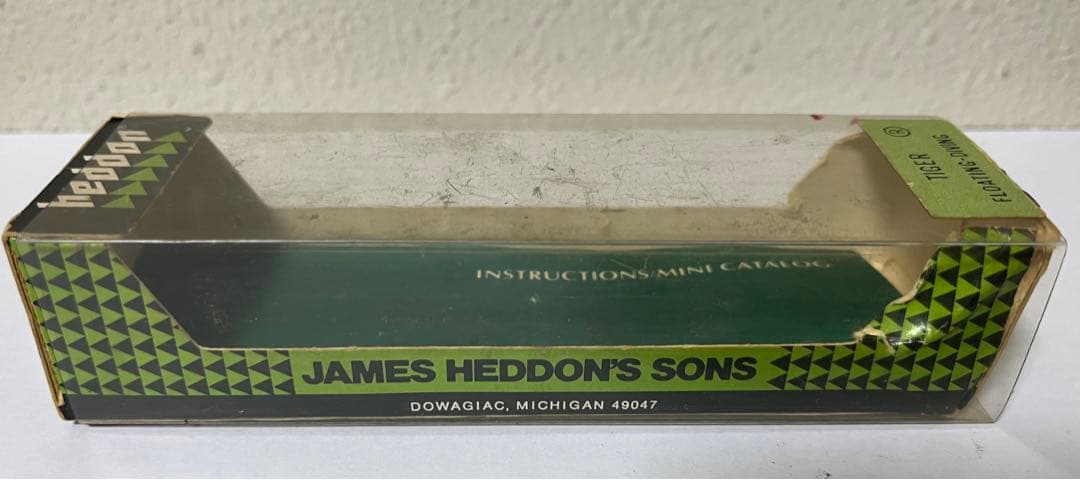 heddon
TIGER ®
FLOATING-DIVING
INSTRUCTIONS/MINI CATALOG
JAMES HEDDON'S SONS
DOWAGIAC, MICHIGAN 49047